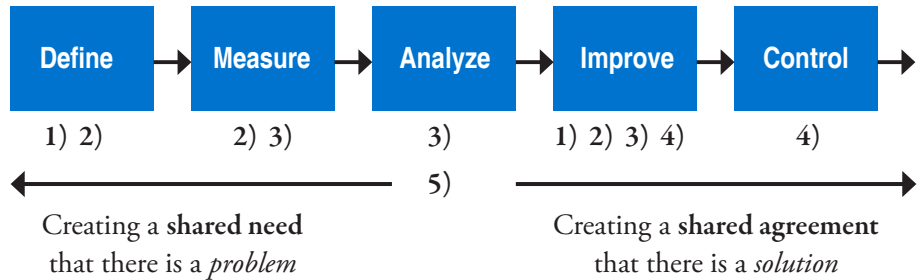 Define Measure Analyze Improve Control
1) 2) 2) 3) 3) 1) 2) 3) 4) 4)
5)
Creating a shared need Creating a shared agreement
that there is a problem that there is a solution